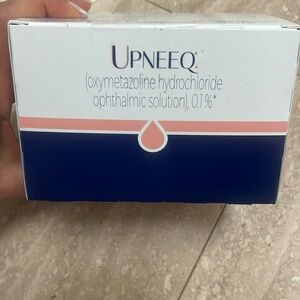 UPNEEQ®
(oxymetazoline hydrochloride
ophthalmic solution), 0.1%*